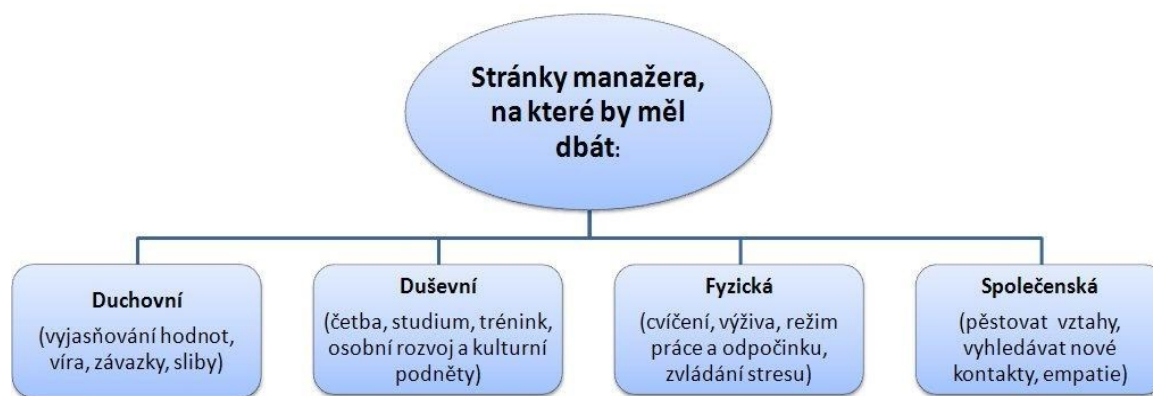 Stránky manažera,
na které by měl
dbát:
Duchovní
(vyjasňování hodnot,
víra, závazky, sliby)
Duševní
(četba, studium, trénink,
osobní rozvoj a kulturní
podněty)
Fyzická
(cvičení, výživa, režim
práce a odpočinku,
zvládání stresu)
Společenská
(pěstovat vztahy,
vyhledávat nové
kontakty, empatie)